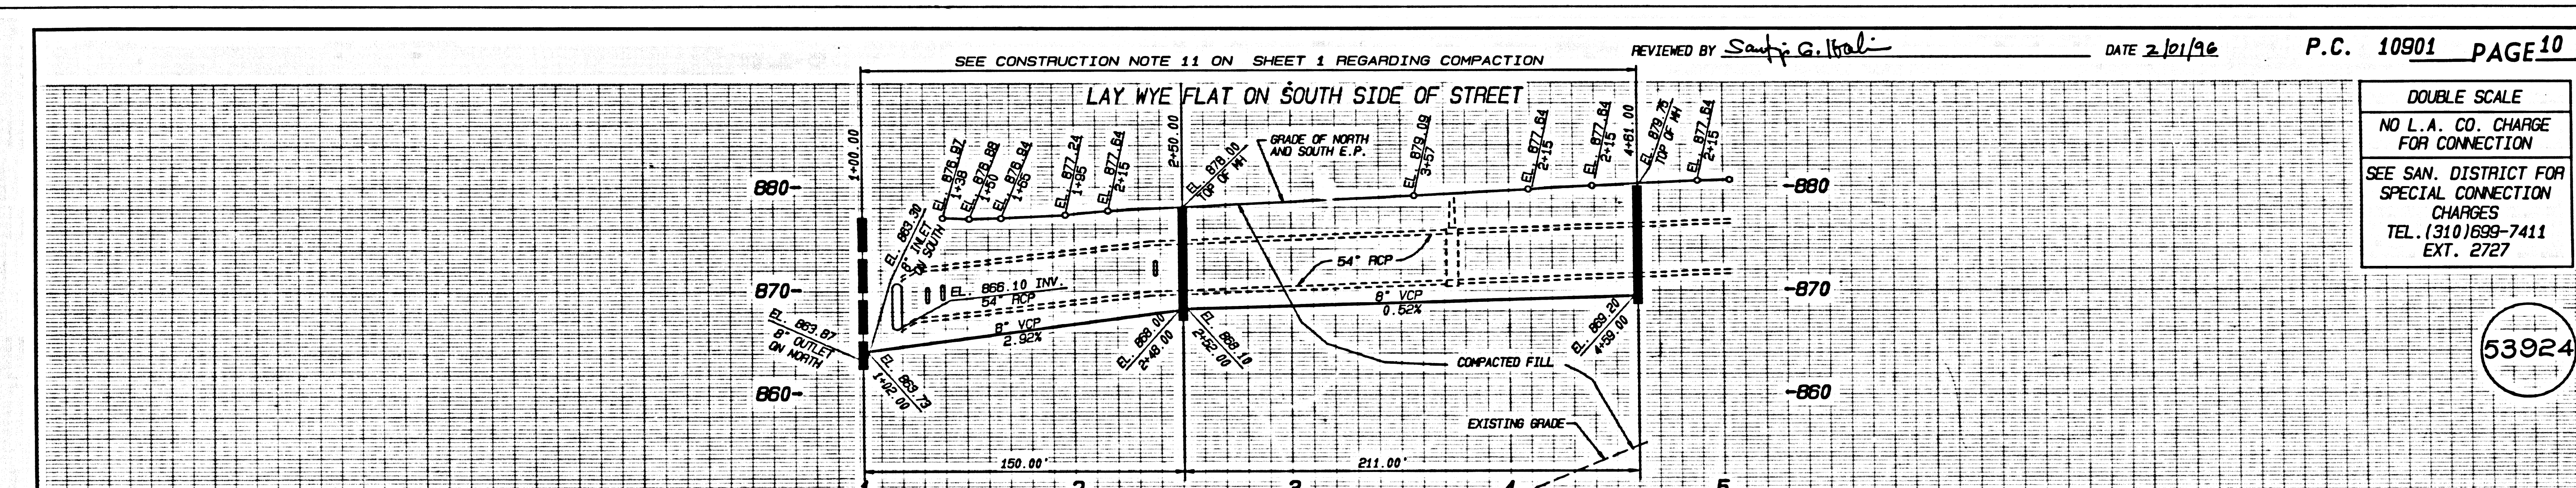 REVIEWED BY
DATE 2/01/96
P.C. 10901 PAGE 10
SEE CONSTRUCTION NOTE 11 ON SHEET 1 REGARDING COMPACTION
LAY WYE FLAT ON SOUTH SIDE OF STREET
DOUBLE SCALE
NO L.A. CO. CHARGE
FOR CONNECTION
SEE SAN. DISTRICT FOR
SPECIAL CONNECTION
CHARGES
TEL. (310)699-7411
EXT. 2727
53924
1+00.00
EL. 876.97
1+38
EL. 876.88
1+50
EL. 876.94
1+65
EL. 877.24
1+95
EL. 877.64
2+15
2+50.00
EL. 878.00
TOP OF MH
GRADE OF NORTH
AND SOUTH E.P.
EL. 879.09
3+57
EL. 877.64
2+15
EL. 877.64
2+15
4+61.00
EL. 879.75
TOP OF MH
EL. 877.64
2+15
880-
-880
EL. 863.30
8" INLET
ON SOUTH
54" RCP
870-
EL. 866.10 INV.
54" RCP
-870
EL. 863.87
8" OUTLET
ON NORTH
8" VCP
2.92%
8" VCP
0.52%
EL. 863.73
1+02.00
EL. 868.00
2+48.00
EL. 868.10
2+52.00
EL. 869.20
4+59.00
COMPACTED FILL
860-
-860
EXISTING GRADE
150.00'
211.00'
1 2 3 4 5